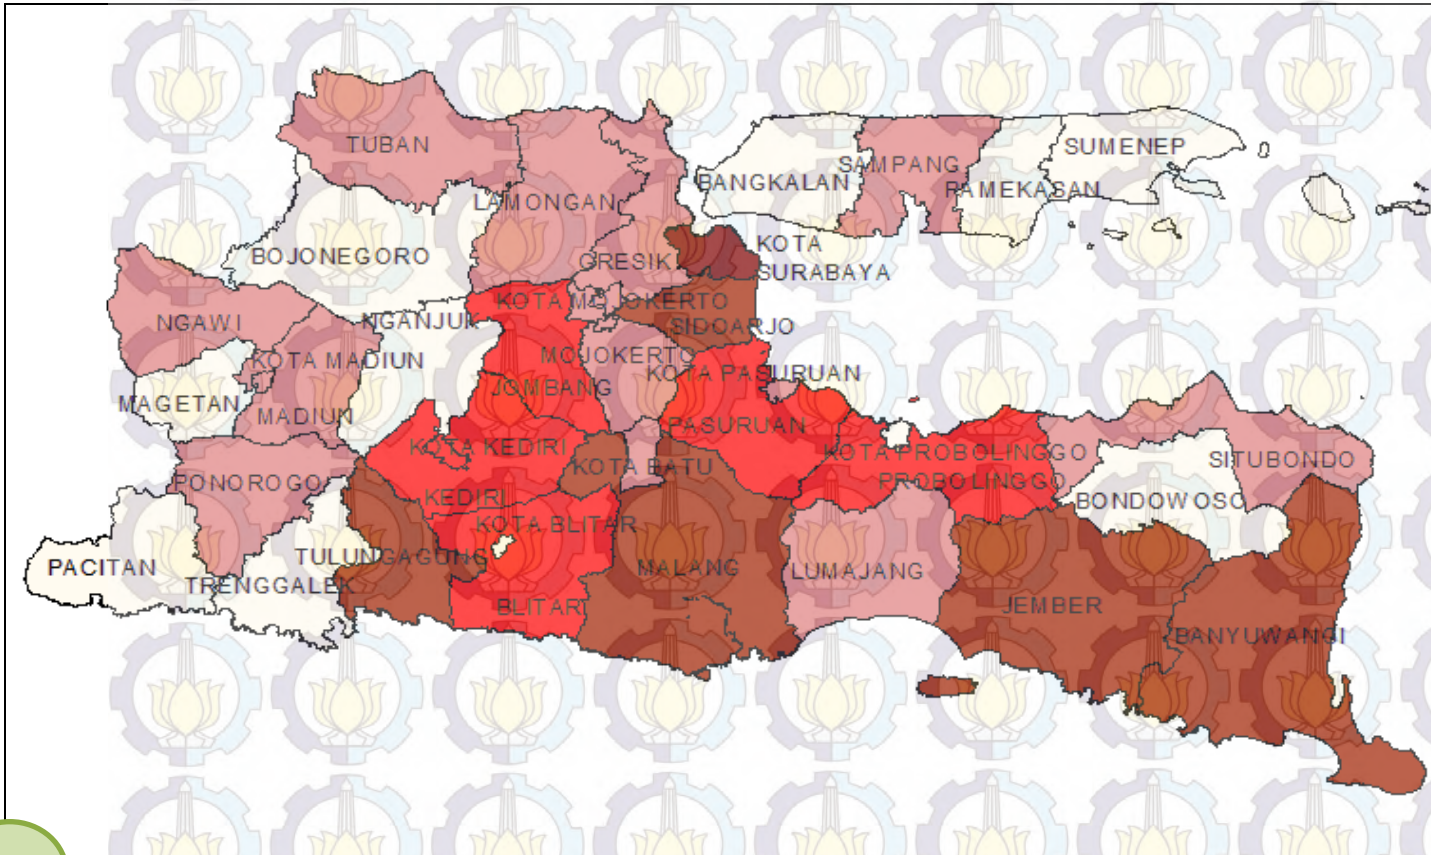 TUBAN
SUMENEP
SAMPANG
BANGKALAN
PAMEKASAN
LAMONGAN
KOTA
SURABAYA
BOJONEGORO
GRESIK
KOTA MOJOKERTO
NGANJUK
NGAWI
SIDOARJO
KOTA MADIUN
MOJOKERTO
KOTA PASURUAN
JOMBANG
MAGETAN
MADIUN
PASURUAN
KOTA KEDIRI
KOTA PROBOLINGGO
KOTA BATU
SITUBONDO
PONOROGO
PROBOLINGGO
KEDIRI
BONDOWOSO
KOTA BLITAR
TULUNGAGUNG
PACITAN
MALANG
LUMAJANG
TRENGGALEK
BLITAR
JEMBER
BANYUWANGI